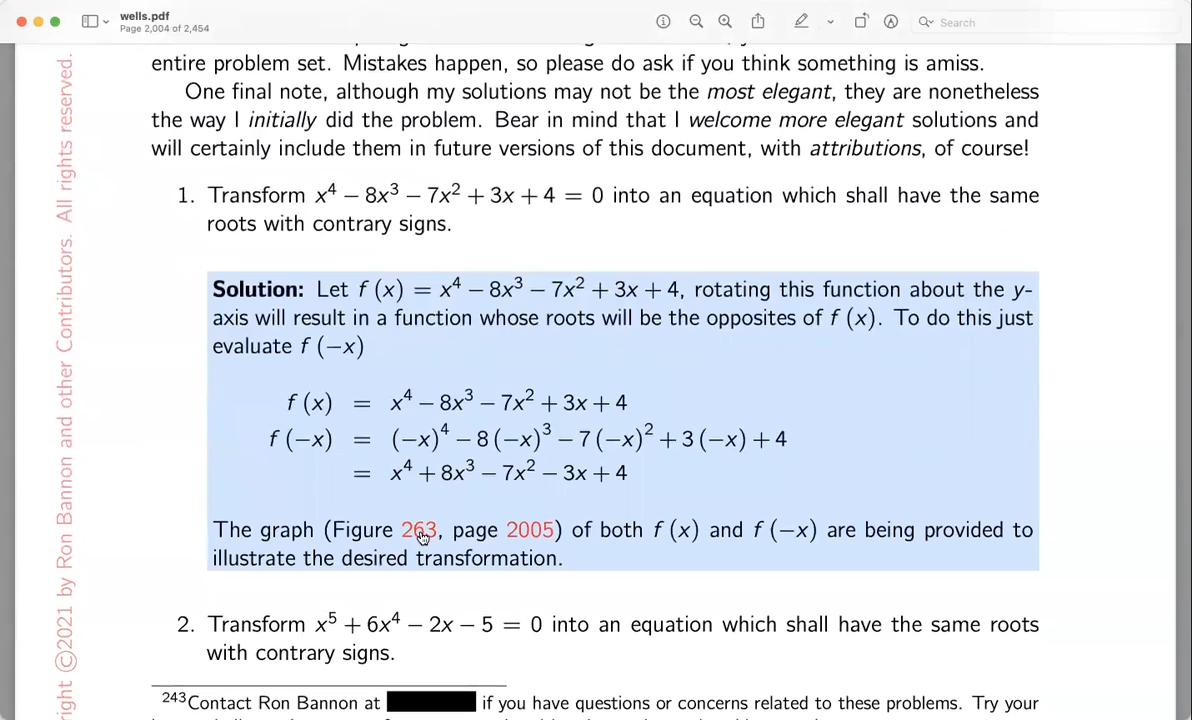 wells.pdf
Page 2,004 of 2,454
Search
entire problem set. Mistakes happen, so please do ask if you think something is amiss.
One final note, although my solutions may not be the most elegant, they are nonetheless
the way I initially did the problem. Bear in mind that I welcome more elegant solutions and
will certainly include them in future versions of this document, with attributions, of course!
1. Transform x⁴ − 8x³ − 7x² + 3x + 4 = 0 into an equation which shall have the same
roots with contrary signs.
Solution: Let f (x) = x⁴ − 8x³ − 7x² + 3x + 4, rotating this function about the y-
axis will result in a function whose roots will be the opposites of f (x). To do this just
evaluate f (−x)
f (x) = x⁴ − 8x³ − 7x² + 3x + 4
f (−x) = (−x)⁴ − 8 (−x)³ − 7 (−x)² + 3 (−x) + 4
= x⁴ + 8x³ − 7x² − 3x + 4
The graph (Figure 263, page 2005) of both f (x) and f (−x) are being provided to
illustrate the desired transformation.
2. Transform x⁵ + 6x⁴ − 2x − 5 = 0 into an equation which shall have the same roots
with contrary signs.
²⁴³Contact Ron Bannon at if you have questions or concerns related to these problems. Try your
right ©2021 by Ron Bannon and other Contributors. All rights reserved.